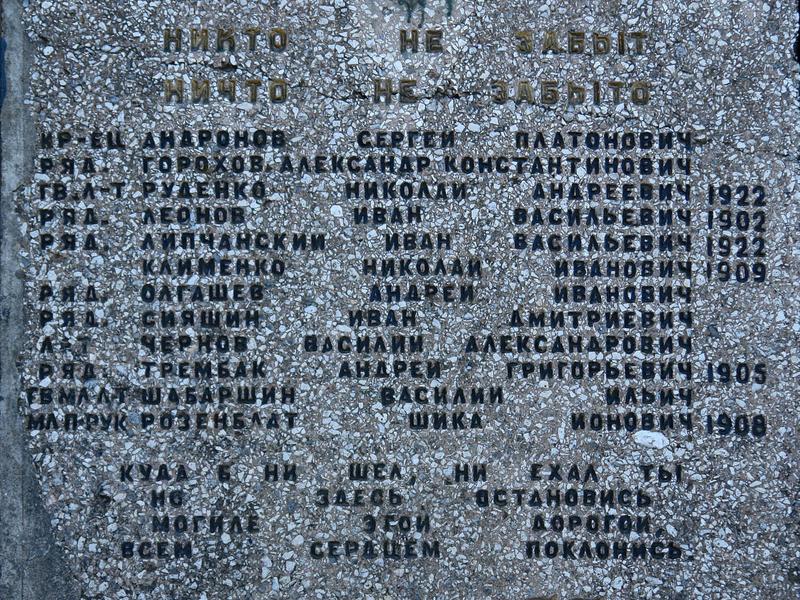 НИКТО НЕ ЗАБЫТ
НИЧТО НЕ ЗАБЫТО
КР-ЕЦ АНДРОНОВ СЕРГЕЙ ПЛАТОНОВИЧ
РЯД. ГОРОХОВ АЛЕКСАНДР КОНСТАНТИНОВИЧ
ГВ.Л-Т РУДЕНКО НИКОЛАЙ АНДРЕЕВИЧ 1922
РЯД. ЛЕОНОВ ИВАН ВАСИЛЬЕВИЧ 1902
РЯД. ЛИПЧАНСКИЙ ИВАН ВАСИЛЬЕВИЧ 1922
КЛИМЕНКО НИКОЛАЙ ИВАНОВИЧ 1909
РЯД. ОЛГАШЕВ АНДРЕЙ ИВАНОВИЧ
РЯД. СИЯШИН ИВАН ДМИТРИЕВИЧ
Л-Т ЧЕРНОВ ВАСИЛИЙ АЛЕКСАНДРОВИЧ
РЯД. ТРЕМБАК АНДРЕЙ ГРИГОРЬЕВИЧ 1905
ГВ.МЛ.ЛТ ШАБАРШИН ВАСИЛИЙ ИЛЬИЧ
МЛ.П-РУК РОЗЕНБЛАТ ШИКА ИОНОВИЧ 1908
КУДА Б НИ ШЕЛ, НИ ЕХАЛ ТЫ,
НО ЗДЕСЬ ОСТАНОВИСЬ
МОГИЛЕ ЭТОЙ ДОРОГОЙ
ВСЕМ СЕРДЦЕМ ПОКЛОНИСЬ.